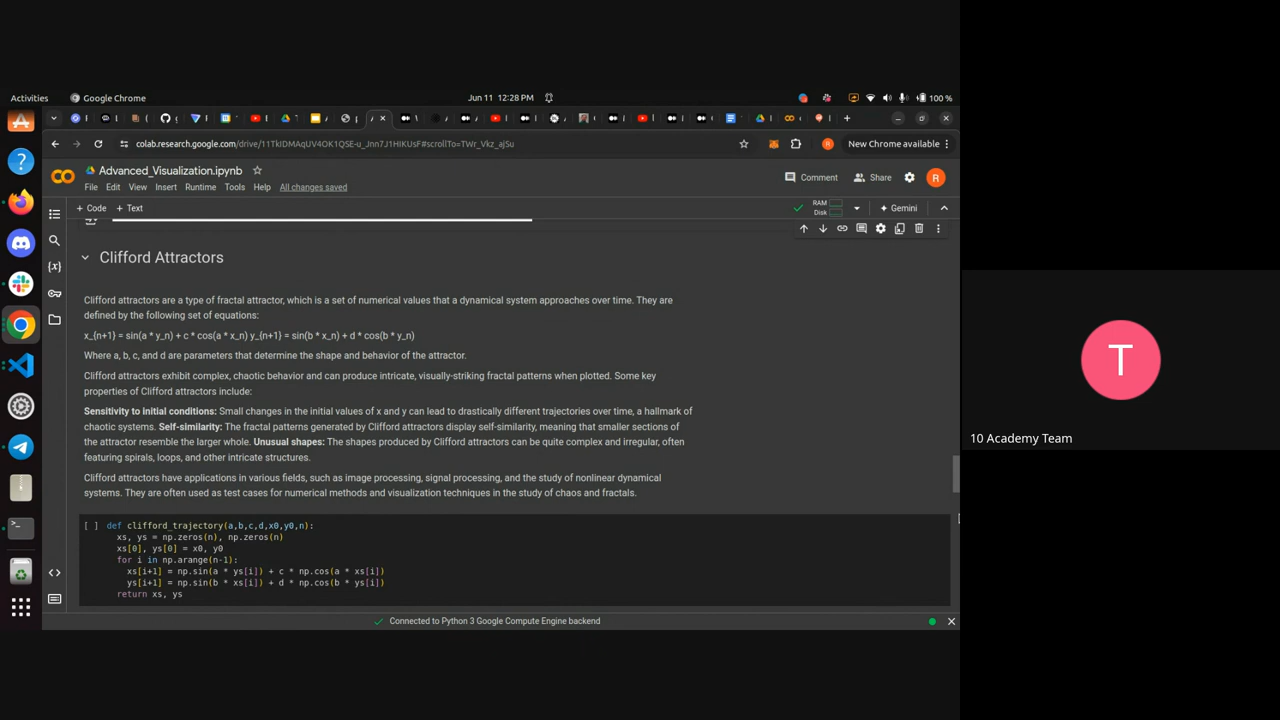 Activities
Google Chrome
Jun 11 12:28 PM
100 %
colab.research.google.com/drive/11TkIDMAqUV4OK1QSE-u_Jnn7J1HIKUsF#scrollTo=TWr_Vkz_ajSu
New Chrome available
Advanced_Visualization.ipynb
Comment
Share
R
File Edit View Insert Runtime Tools Help All changes saved
+ Code + Text
RAM
Disk
Gemini
Clifford Attractors
Clifford attractors are a type of fractal attractor, which is a set of numerical values that a dynamical system approaches over time. They are
defined by the following set of equations:
x_{n+1} = sin(a * y_n) + c * cos(a * x_n) y_{n+1} = sin(b * x_n) + d * cos(b * y_n)
Where a, b, c, and d are parameters that determine the shape and behavior of the attractor.
Clifford attractors exhibit complex, chaotic behavior and can produce intricate, visually-striking fractal patterns when plotted. Some key
properties of Clifford attractors include:
Sensitivity to initial conditions: Small changes in the initial values of x and y can lead to drastically different trajectories over time, a hallmark of
chaotic systems. Self-similarity: The fractal patterns generated by Clifford attractors display self-similarity, meaning that smaller sections of
the attractor resemble the larger whole. Unusual shapes: The shapes produced by Clifford attractors can be quite complex and irregular, often
featuring spirals, loops, and other intricate structures.
Clifford attractors have applications in various fields, such as image processing, signal processing, and the study of nonlinear dynamical
systems. They are often used as test cases for numerical methods and visualization techniques in the study of chaos and fractals.
[ ] def clifford_trajectory(a,b,c,d,x0,y0,n):
xs, ys = np.zeros(n), np.zeros(n)
xs[0], ys[0] = x0, y0
for i in np.arange(n-1):
xs[i+1] = np.sin(a * ys[i]) + c * np.cos(a * xs[i])
ys[i+1] = np.sin(b * xs[i]) + d * np.cos(b * ys[i])
return xs, ys
Connected to Python 3 Google Compute Engine backend
T
10 Academy Team